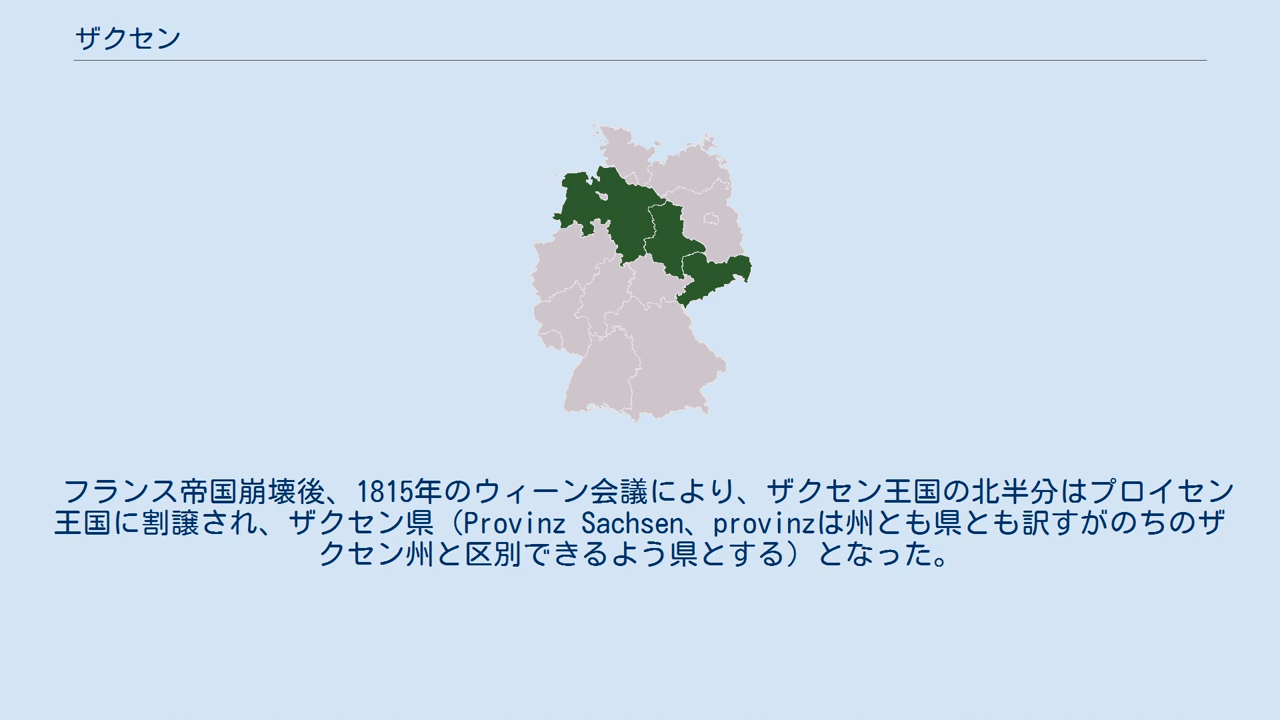 ザクセン
フランス帝国崩壊後、1815年のウィーン会議により、ザクセン王国の北半分はプロイセン
王国に割譲され、ザクセン県（Provinz Sachsen、provinzは州とも県とも訳すがのちのザ
クセン州と区別できるよう県とする）となった。